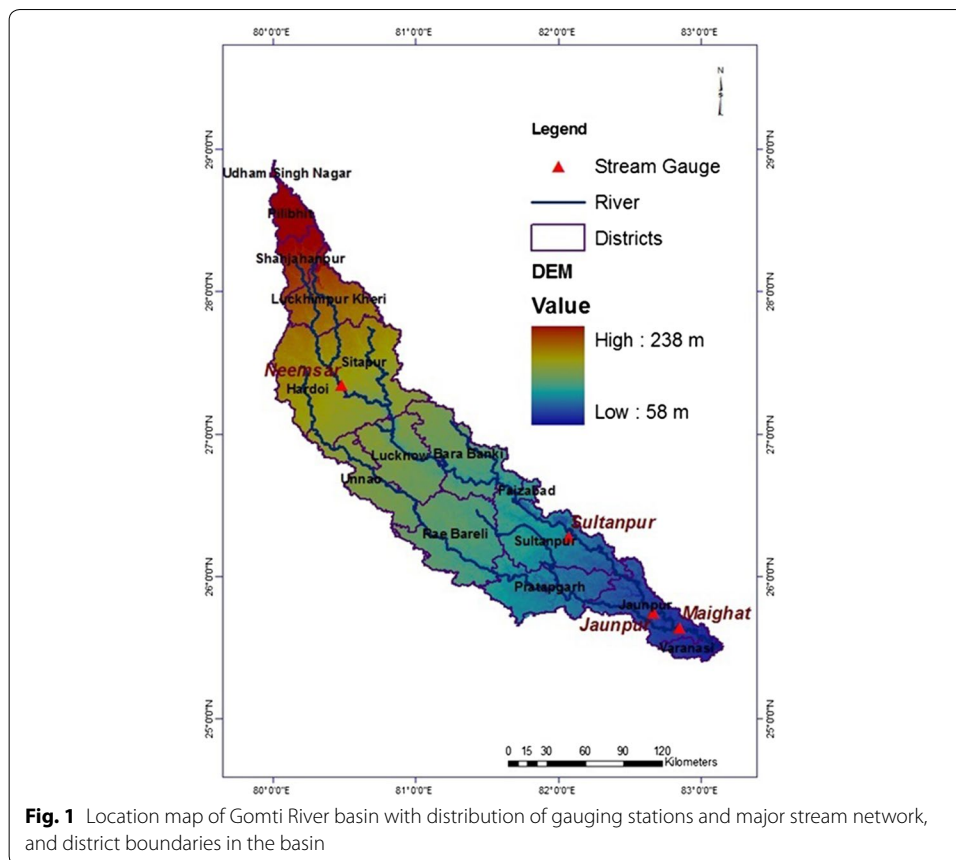 80°0'0"E 81°0'0"E 82°0'0"E 83°0'0"E
N
29°0'0"N
29°0'0"N
Legend
Stream Gauge
River
Districts
DEM
Value
High : 238 m
Low : 58 m
Udham Singh Nagar
Pilibhit
Shahjahanpur
28°0'0"N
28°0'0"N
Luckhimpur Kheri
Sitapur
Neemsar
Hardoi
27°0'0"N
27°0'0"N
Lucknow
Bara Banki
Unnao
Faizabad
Sultanpur
Rae Bareli
Sultanpur
26°0'0"N
26°0'0"N
Pratapgarh
Jaunpur
Maighat
Jaunpur
Varanasi
25°0'0"N
25°0'0"N
0 15 30 60 90 120
Kilometers
80°0'0"E 81°0'0"E 82°0'0"E 83°0'0"E
Fig. 1 Location map of Gomti River basin with distribution of gauging stations and major stream network,
and district boundaries in the basin